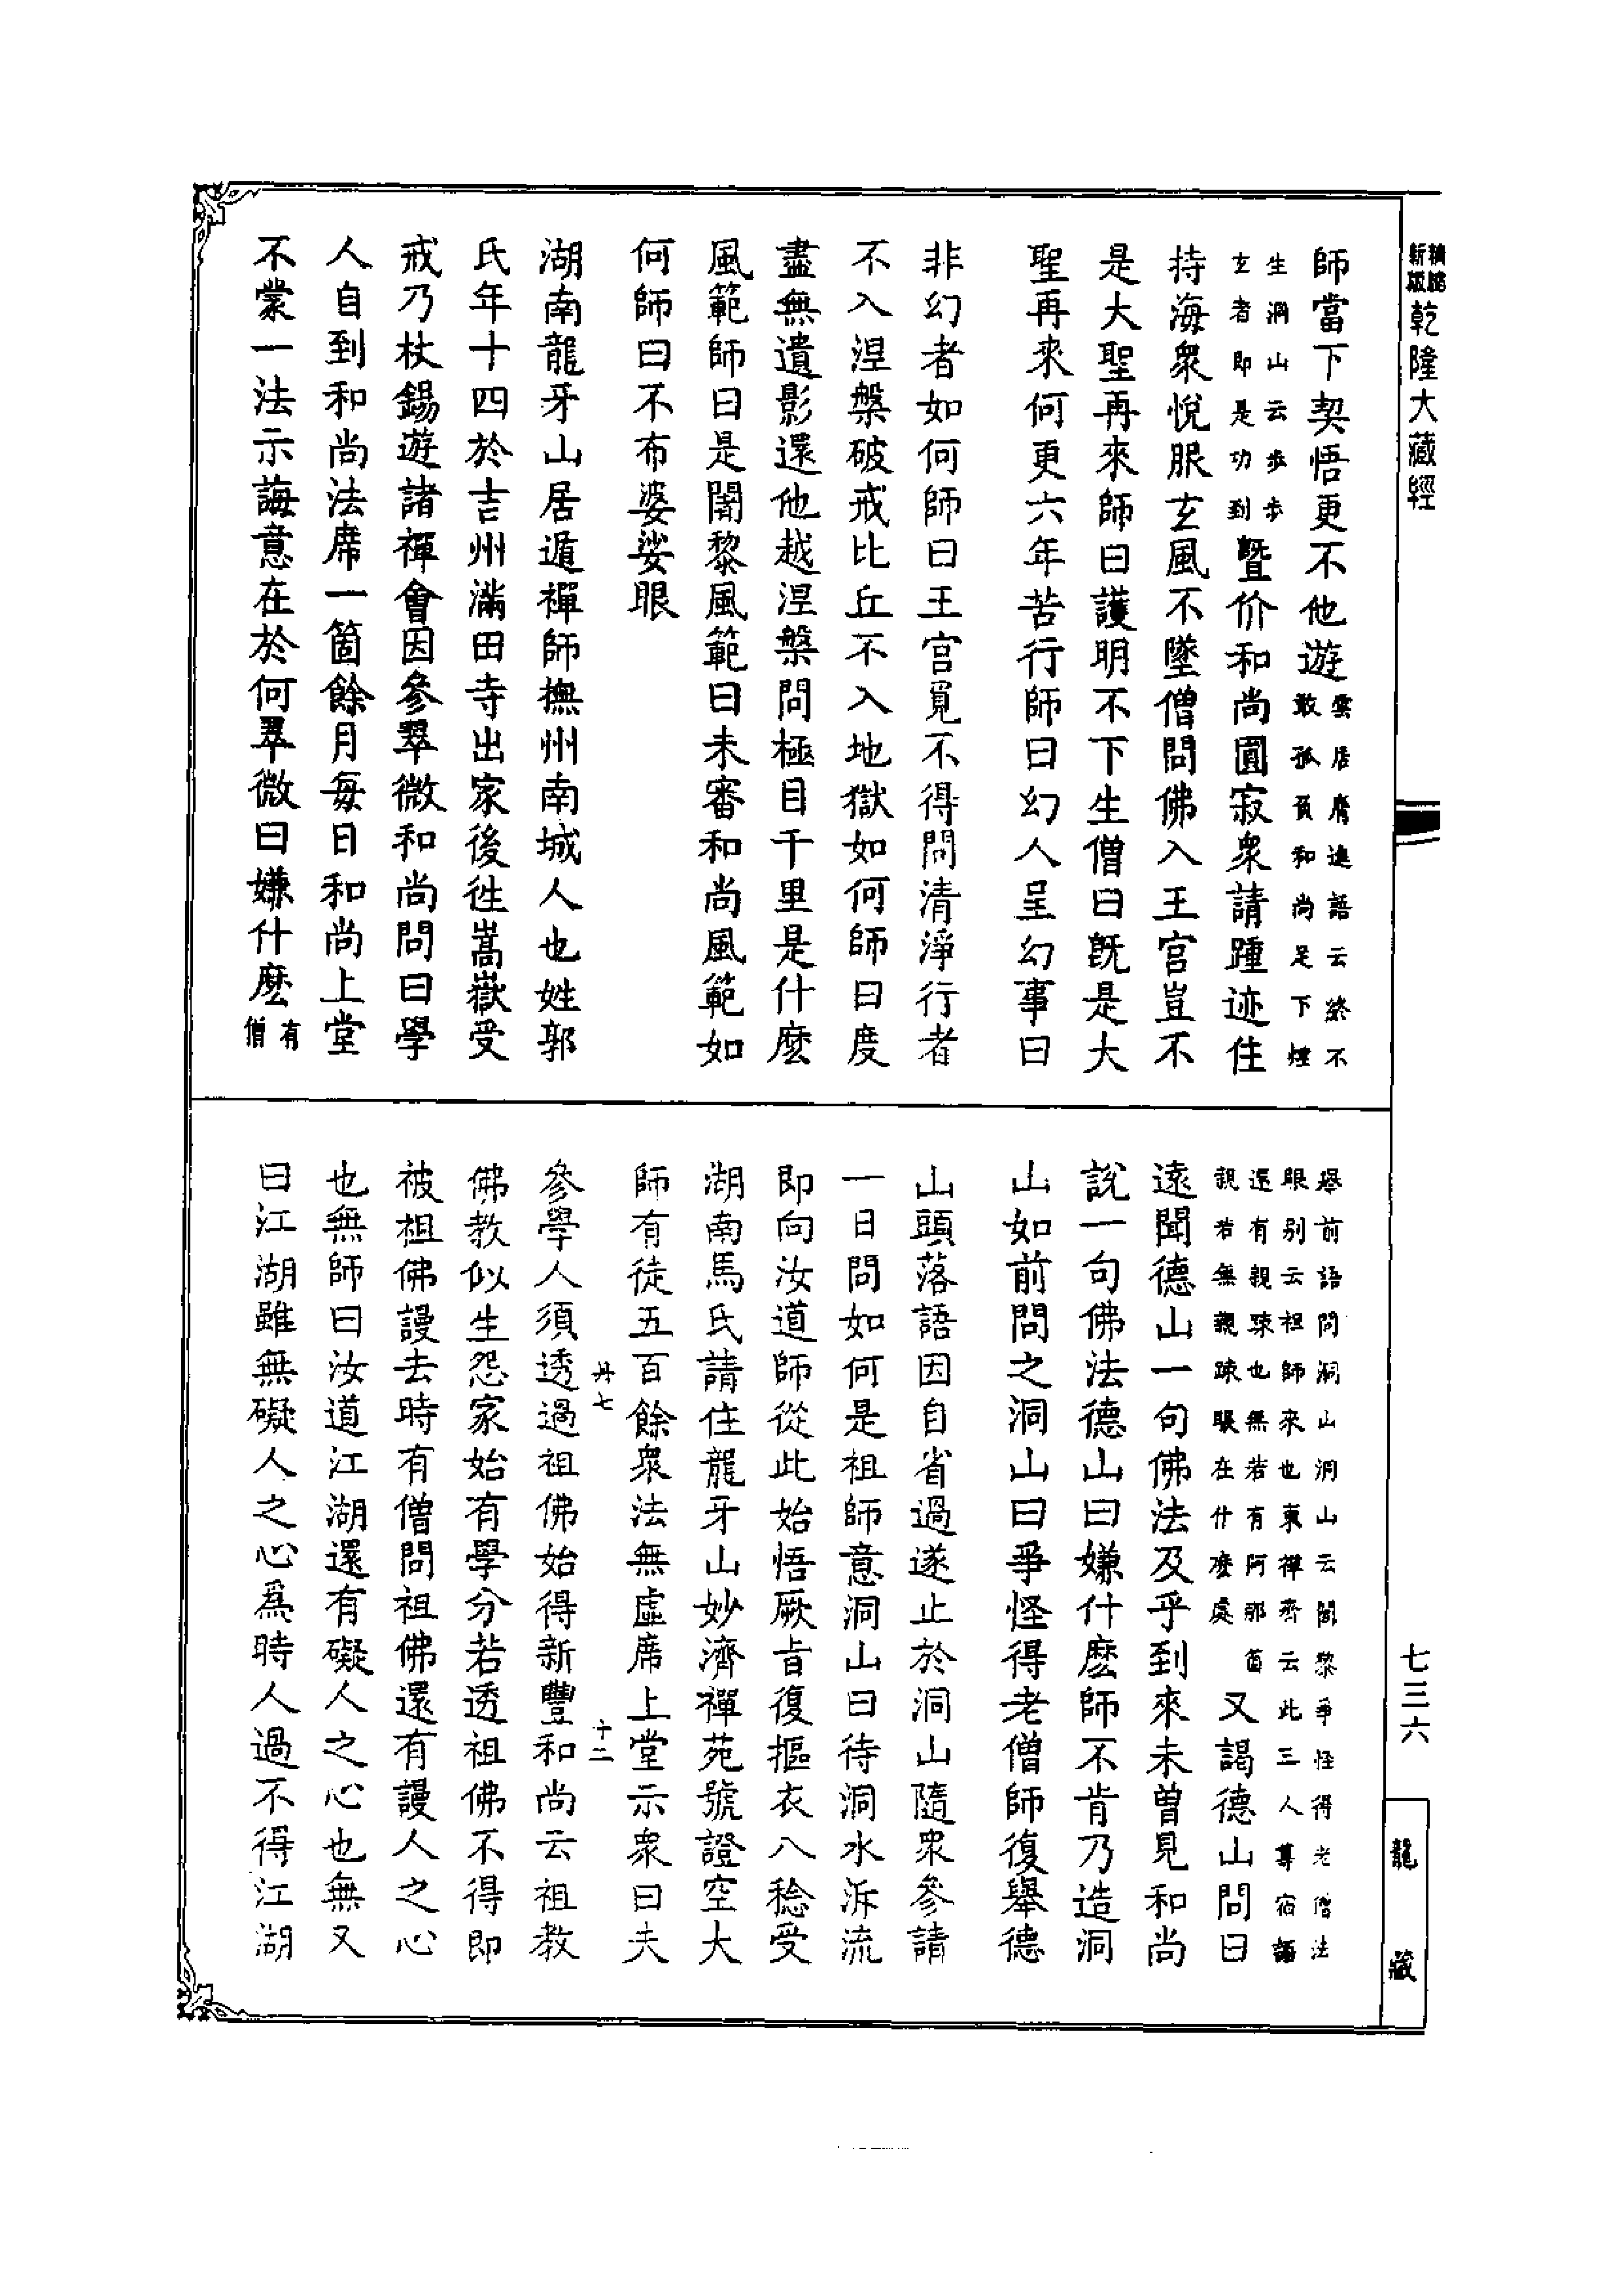 新版
乾隆大藏經
七三六
龍藏
師當下契悟更不他遊雲居膺進語云終不敢孤負和尚足下煙
生洞山云步步玄者即是功到暨价和尚圓寂衆請踵迹住
持海衆悅服玄風不墜僧問佛入王宮豈不
是大聖再來師曰護明不下生僧曰旣是大
聖再來何更六年苦行師曰幻人呈幻事曰
非幻者如何師曰王宮覓不得問清淨行者
不入涅槃破戒比丘不入地獄如何師曰度
盡無遺影還他越涅槃問極目千里是什麽
風範師曰是闍黎風範曰未審和尚風範如
何師曰不布婆娑眼
湖南龍牙山居遁禪師撫州南城人也姓郭
氏年十四於吉州滿田寺出家後徃嵩嶽受
戒乃杖錫遊諸禪會因參翠微和尚問曰學
人自到和尚法席一箇餘月每日和尚上堂
不蒙一法示誨意在於何翠微曰嫌什麽有僧
舉前語問洞山洞山云闍黎爭怪得老僧法
眼别云祖師來也東禪齊云此三人尊宿語
還有親疎也無若有阿那箇
親若無親疎眼在什麽處又謁德山問曰
遠聞德山一句佛法及乎到來未曾見和尚
說一句佛法德山曰嫌什麽師不肯乃造洞
山如前問之洞山曰爭怪得老僧師復舉德
山頭落語因自省過遂止於洞山隨衆參請
一日問如何是祖師意洞山曰待洞水泝流
即向汝道師從此始悟厥旨復摳衣八稔受
湖南馬氏請住龍牙山妙濟禪苑號證空大
師有徒五百餘衆法無虛席上堂示衆曰夫
丹七 十二
參學人須透過祖佛始得新豐和尚云祖教
佛教似生怨家始有學分若透祖佛不得即
被祖佛謾去時有僧問祖佛還有謾人之心
也無師曰汝道江湖還有礙人之心也無又
曰江湖雖無礙人之心爲時人過不得江湖